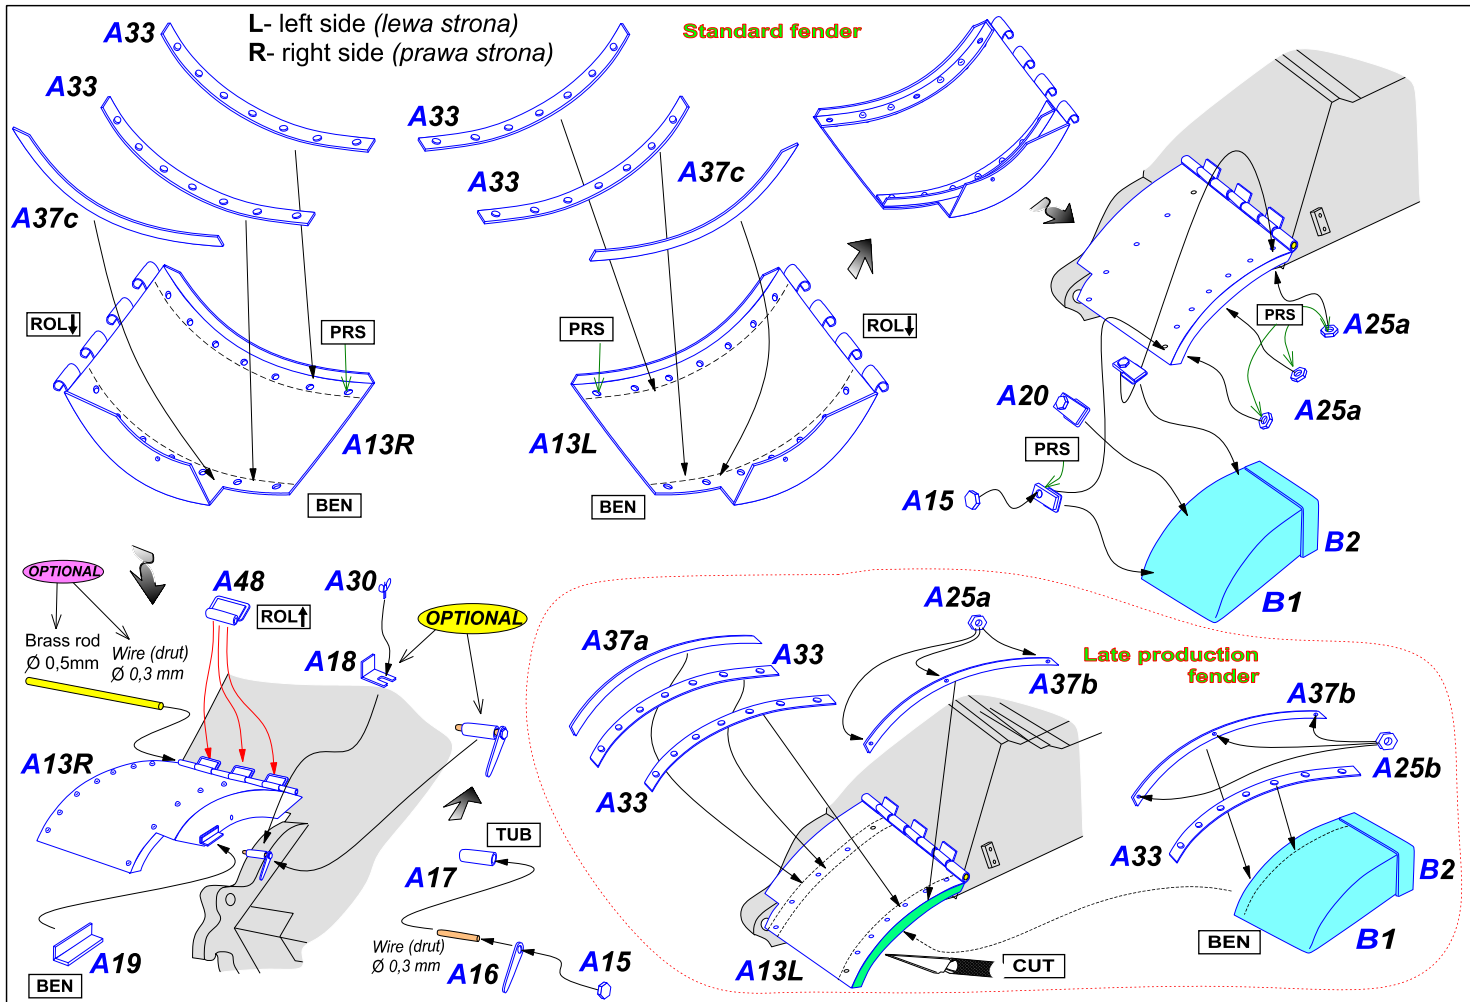 L- left side (lewa strona)
R- right side (prawa strona)
Standard fender
A33
A33
A37c
A33
A33
A37c
ROL
PRS
A13R
BEN
PRS
ROL
A13L
BEN
PRS
A25a
A25a
A20
PRS
A15
B2
B1
OPTIONAL
Brass rod
Ø 0,5mm
Wire (drut)
Ø 0,3 mm
A48
ROL
A30
A18
OPTIONAL
A13R
A19
BEN
TUB
A17
Wire (drut)
Ø 0,3 mm
A16
A15
Late production
fender
A25a
A37a
A33
A37b
A33
A13L
CUT
A37b
A25b
A33
B2
B1
BEN